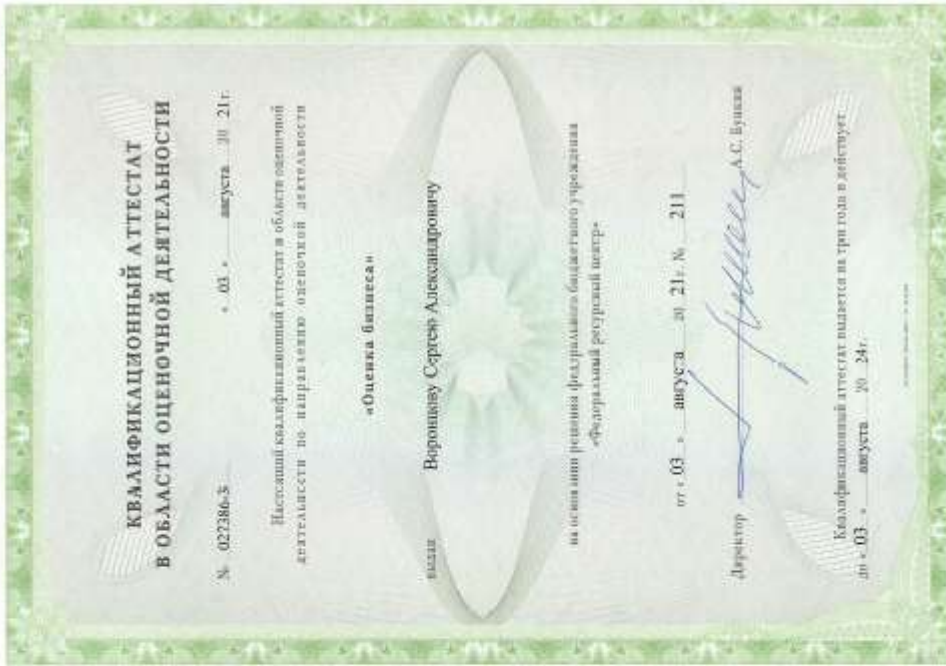 КВАЛИФИКАЦИОННЫЙ АТТЕСТАТ
В ОБЛАСТИ ОЦЕНОЧНОЙ ДЕЯТЕЛЬНОСТИ
№ 022386-3 « 03 » августа 20 21 г.
Настоящий квалификационный аттестат в области оценочной
деятельности по направлению оценочной деятельности
«Оценка бизнеса»
выдан Воронцову Сергею Александровичу
на основании решения федерального бюджетного учреждения
«Федеральный ресурсный центр»
от « 03 » августа 20 21 г. № 211
Директор А.С.
Квалификационный аттестат выдается на три года и действует
до « 03 » августа 20 24 г.